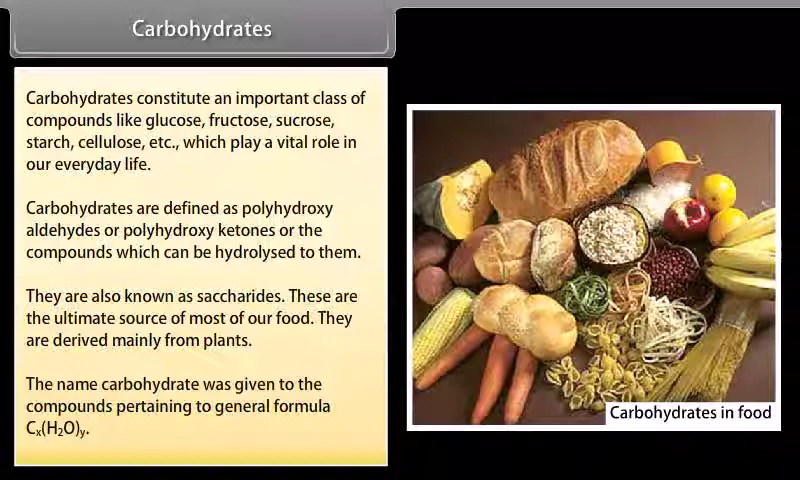 Carbohydrates
Carbohydrates constitute an important class of
compounds like glucose, fructose, sucrose,
starch, cellulose, etc., which play a vital role in
our everyday life.
Carbohydrates are defined as polyhydroxy
aldehydes or polyhydroxy ketones or the
compounds which can be hydrolysed to them.
They are also known as saccharides. These are
the ultimate source of most of our food. They
are derived mainly from plants.
The name carbohydrate was given to the
compounds pertaining to general formula
Cₓ(H₂O)ᵧ.
Carbohydrates in food